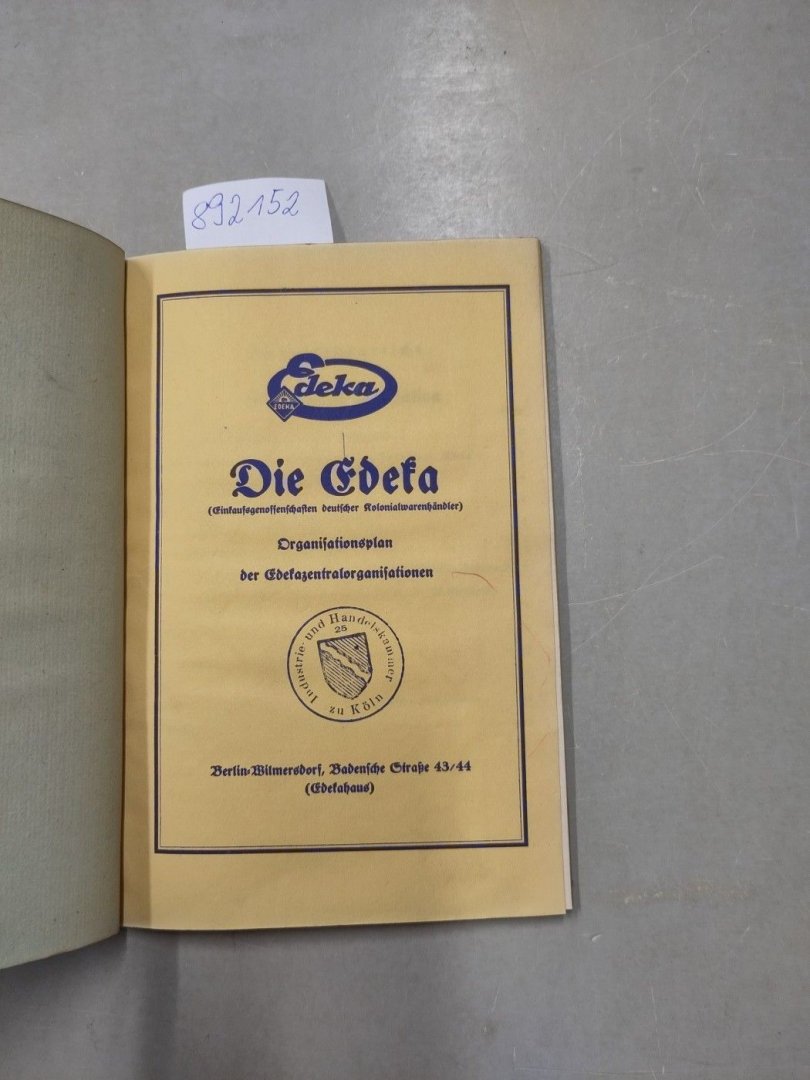 892152
Edeka
EDEKA
Die Edeka
(Einkaufsgenossenschaften deutscher Kolonialwarenhändler)
Organisationsplan
der Edekazentralorganisationen
Industrie- und Handelskammer
25
zu Köln
Berlin-Wilmersdorf, Badensche Straße 43/44
(Edekahaus)